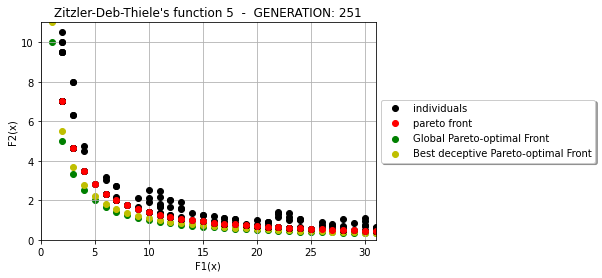 Zitzler-Deb-Thiele's function 5 - GENERATION: 251
10
8
6
4
2
0
F2(x)
0 5 10 15 20 25 30
F1(x)
individuals
pareto front
Global Pareto-optimal Front
Best deceptive Pareto-optimal Front